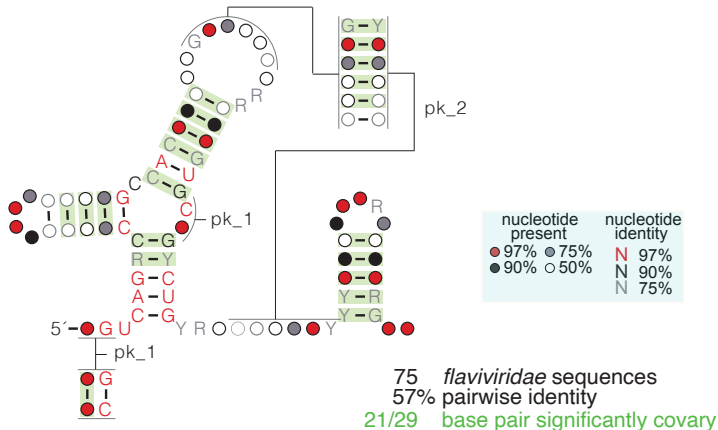 G Y
G
R
R
pk_2
C G
A U
C C G
G C
pk_1
C
C G
R Y
G C
A U
C G
5´ G U
Y R
Y
R
Y R
Y G
pk_1
G
C
nucleotide present
97% 75%
90% 50%
nucleotide identity
N 97%
N 90%
N 75%
75 flaviviridae sequences
57% pairwise identity
21/29 base pair significantly covary